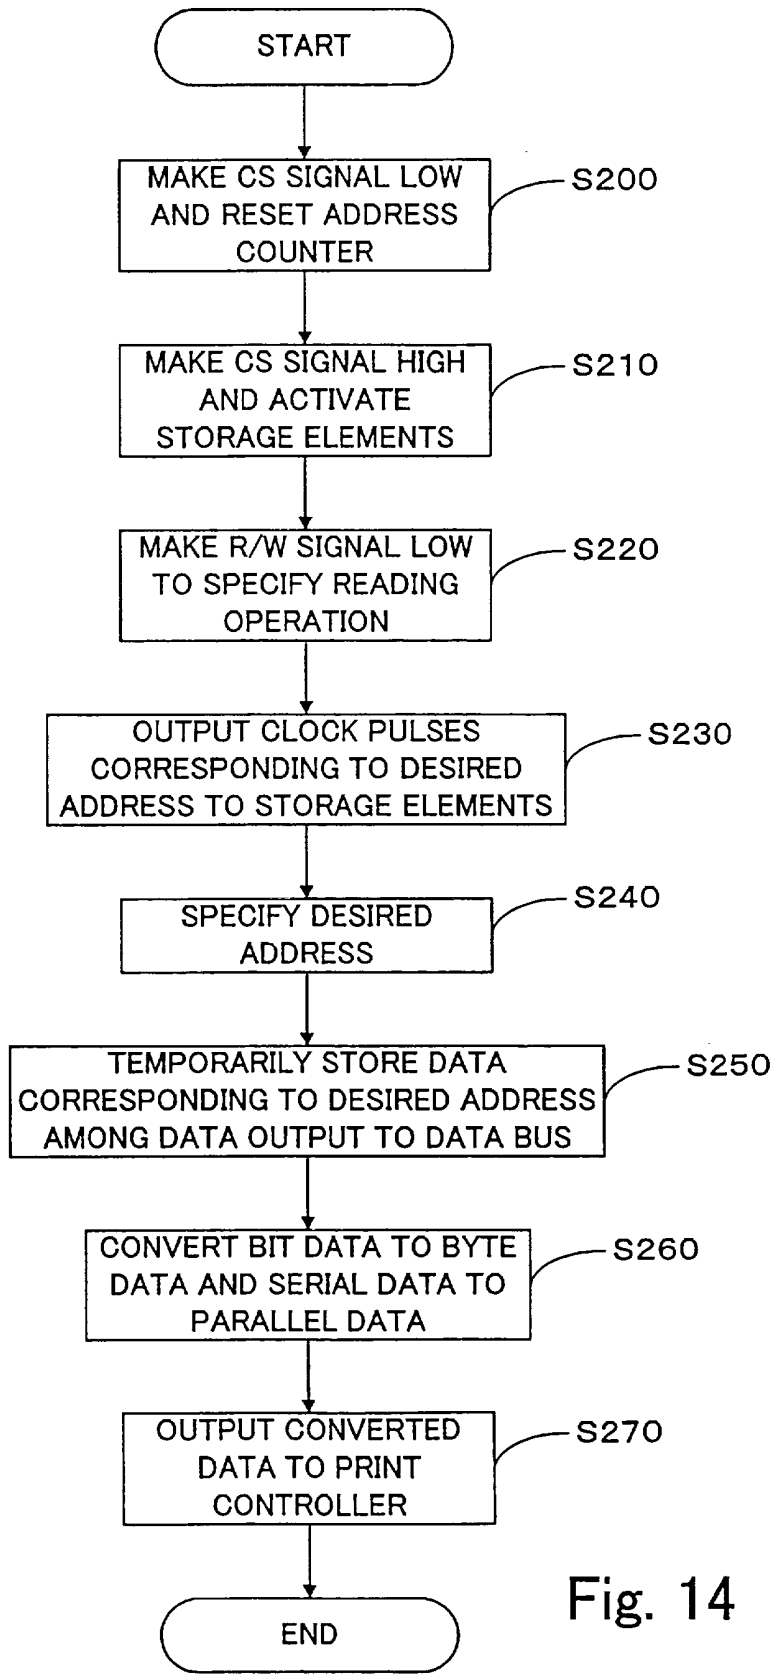 START
MAKE CS SIGNAL LOW
AND RESET ADDRESS
COUNTER
S200
MAKE CS SIGNAL HIGH
AND ACTIVATE
STORAGE ELEMENTS
S210
MAKE R/W SIGNAL LOW
TO SPECIFY READING
OPERATION
S220
OUTPUT CLOCK PULSES
CORRESPONDING TO DESIRED
ADDRESS TO STORAGE ELEMENTS
S230
SPECIFY DESIRED
ADDRESS
S240
TEMPORARILY STORE DATA
CORRESPONDING TO DESIRED ADDRESS
AMONG DATA OUTPUT TO DATA BUS
S250
CONVERT BIT DATA TO BYTE
DATA AND SERIAL DATA TO
PARALLEL DATA
S260
OUTPUT CONVERTED
DATA TO PRINT
CONTROLLER
S270
END
Fig. 14